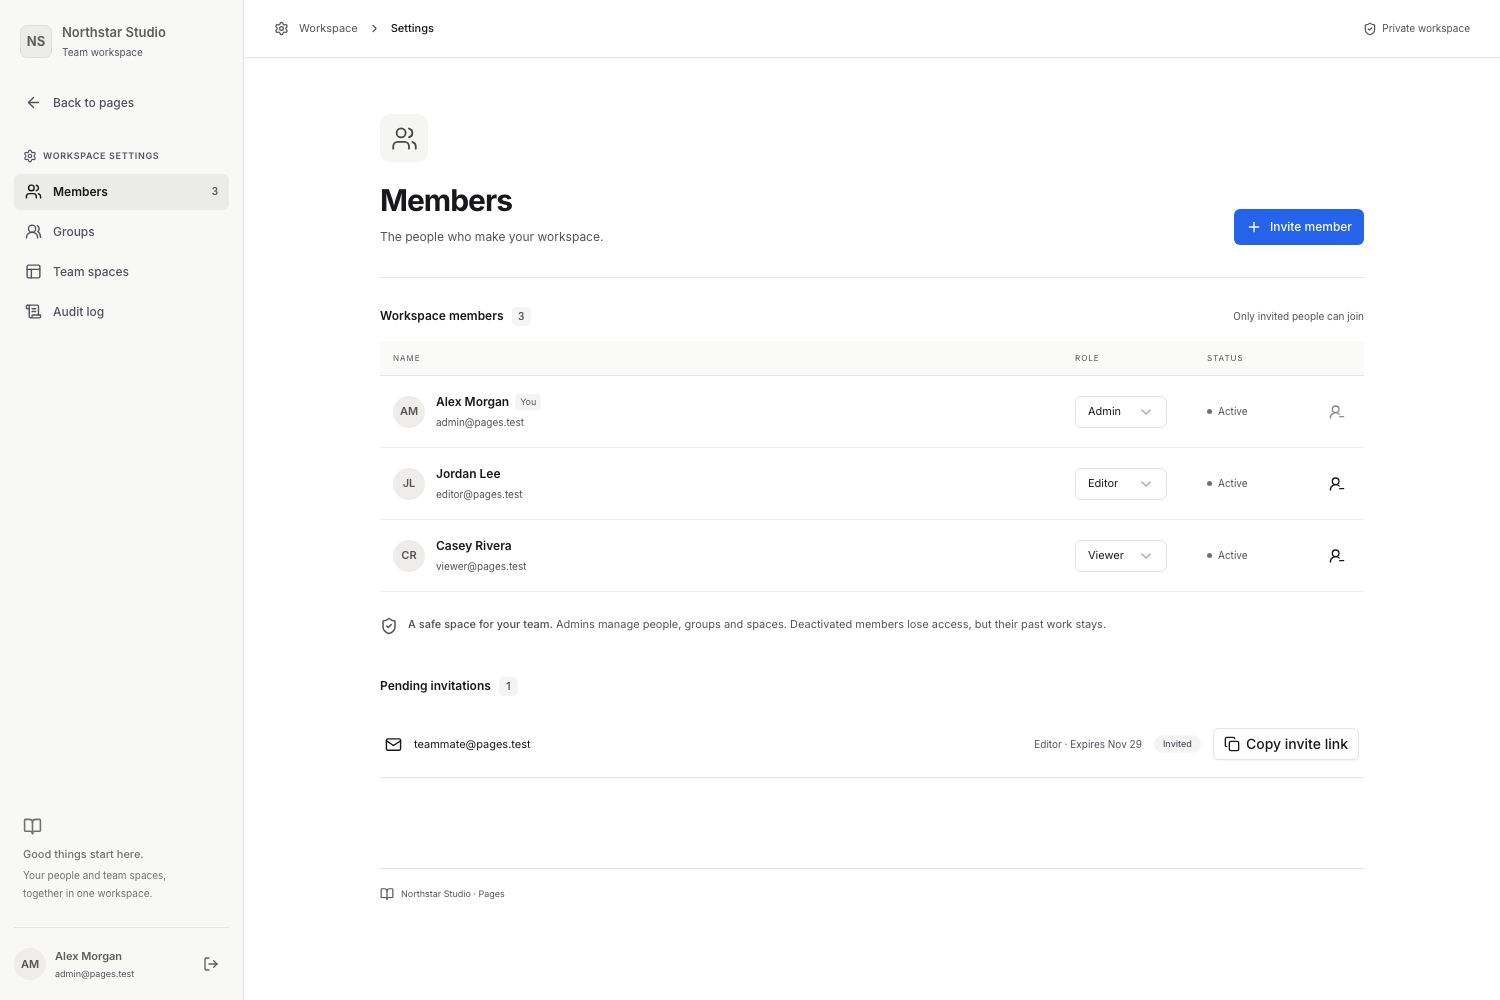 NS
Northstar Studio
Team workspace
Back to pages
WORKSPACE SETTINGS
Members 3
Groups
Team spaces
Audit log
Good things start here.
Your people and team spaces,
together in one workspace.
AM
Alex Morgan
admin@pages.test
Workspace Settings
Private workspace
Members
The people who make your workspace.
Invite member
Workspace members 3
Only invited people can join
NAME ROLE STATUS
AM Alex Morgan You Admin Active
admin@pages.test
JL Jordan Lee Editor Active
editor@pages.test
CR Casey Rivera Viewer Active
viewer@pages.test
A safe space for your team. Admins manage people, groups and spaces. Deactivated members lose access, but their past work stays.
Pending invitations 1
teammate@pages.test Editor · Expires Nov 29 Invited Copy invite link
Northstar Studio · Pages